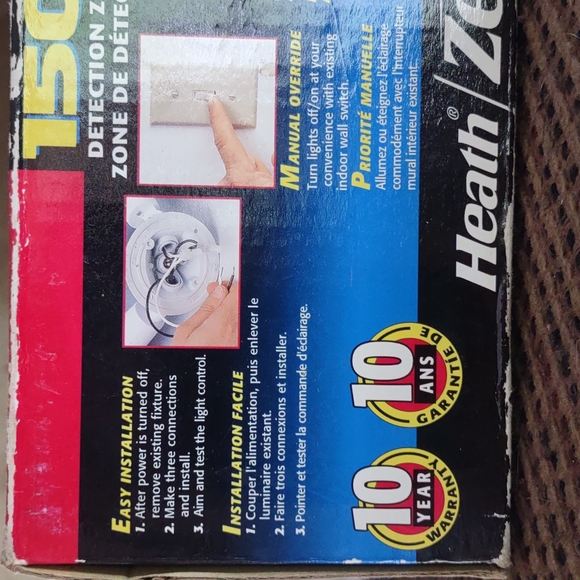 150
DETECTION Z
ZONE DE DÉTE
EASY INSTALLATION
1. After power is turned off,
remove existing fixture.
2. Make three connections
and install.
3. Aim and test the light control.
INSTALLATION FACILE
1. Couper l'alimentation, puis enlever le
luminaire existant.
2. Faire trois connexions et installer.
3. Pointer et tester la commande d'éclairage.
MANUAL OVERRIDE
Turn lights off/on at your
convenience with existing
indoor wall switch.
PRIORITÉ MANUELLE
Allumez ou éteignez l'éclairage
commodément avec l'interrupteur
mural intérieur existant.
10
YEAR
WARRANTY
10
ANS
GARANTIE DE
Heath® / Ze